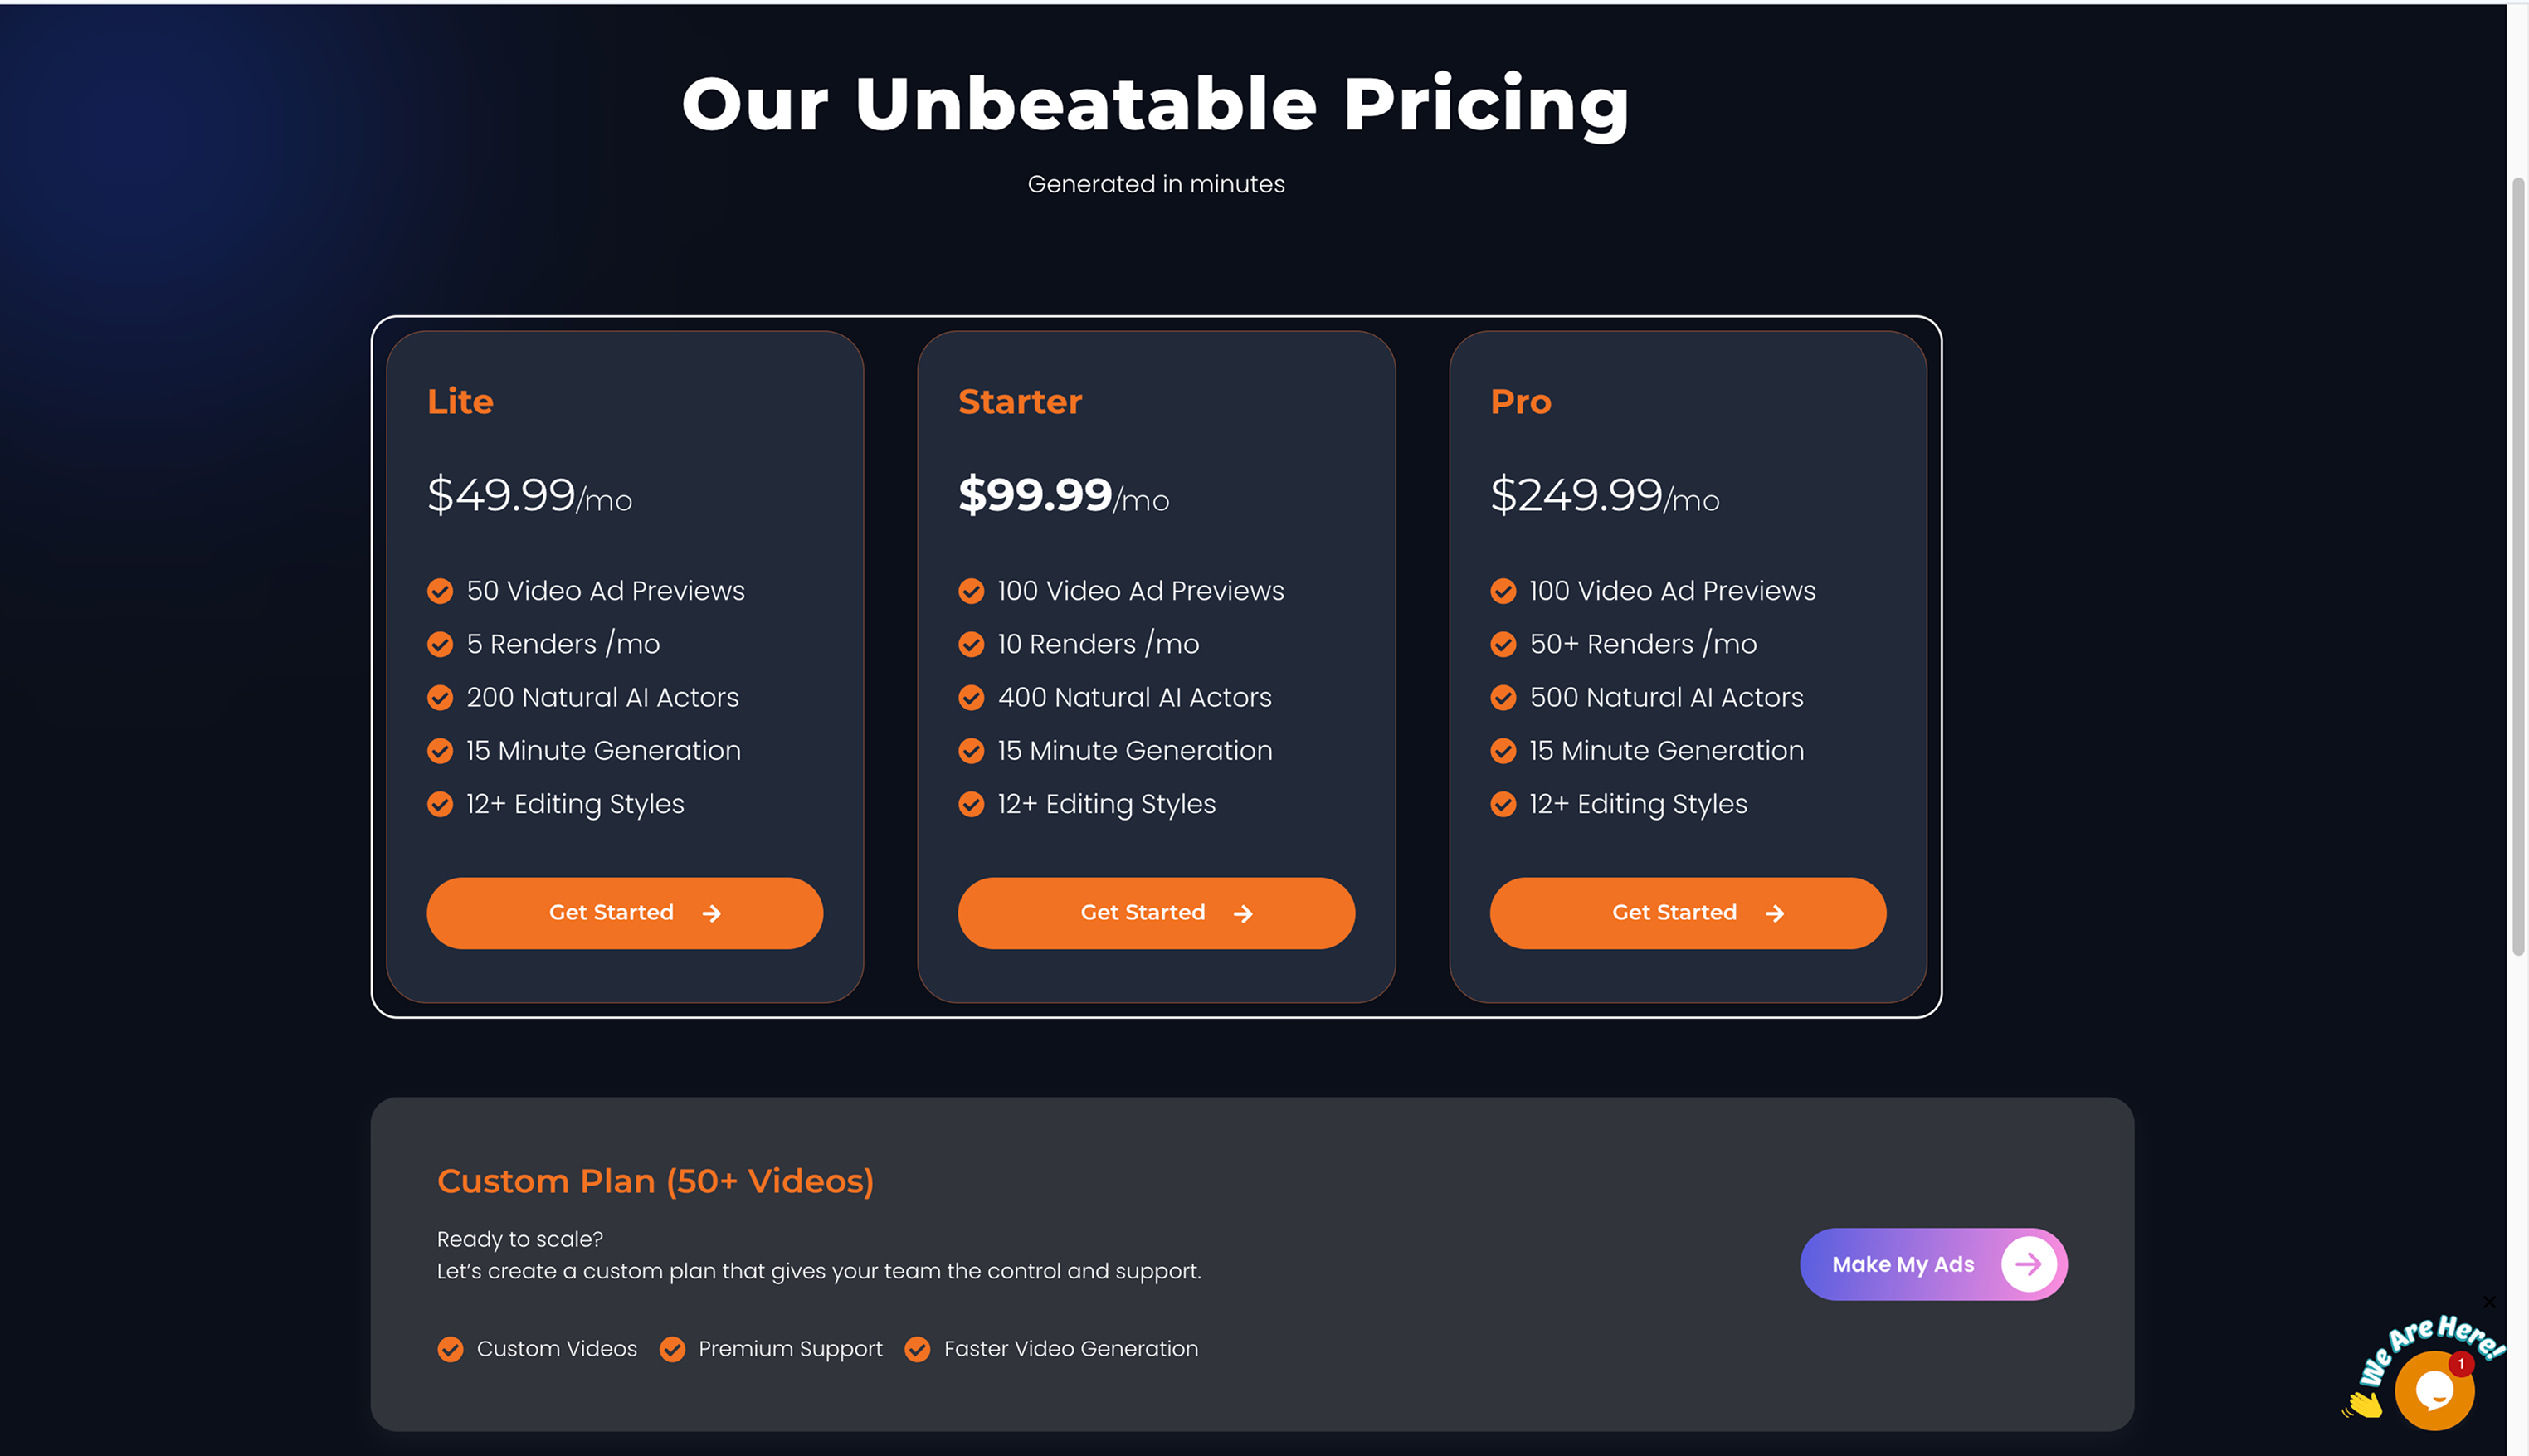 Our Unbeatable Pricing
Generated in minutes
Lite
$49.99/mo
50 Video Ad Previews
5 Renders /mo
200 Natural AI Actors
15 Minute Generation
12+ Editing Styles
Get Started
Starter
$99.99/mo
100 Video Ad Previews
10 Renders /mo
400 Natural AI Actors
15 Minute Generation
12+ Editing Styles
Get Started
Pro
$249.99/mo
100 Video Ad Previews
50+ Renders /mo
500 Natural AI Actors
15 Minute Generation
12+ Editing Styles
Get Started
Custom Plan (50+ Videos)
Ready to scale?
Let’s create a custom plan that gives your team the control and support.
Custom Videos
Premium Support
Faster Video Generation
Make My Ads
We Are Here!
1